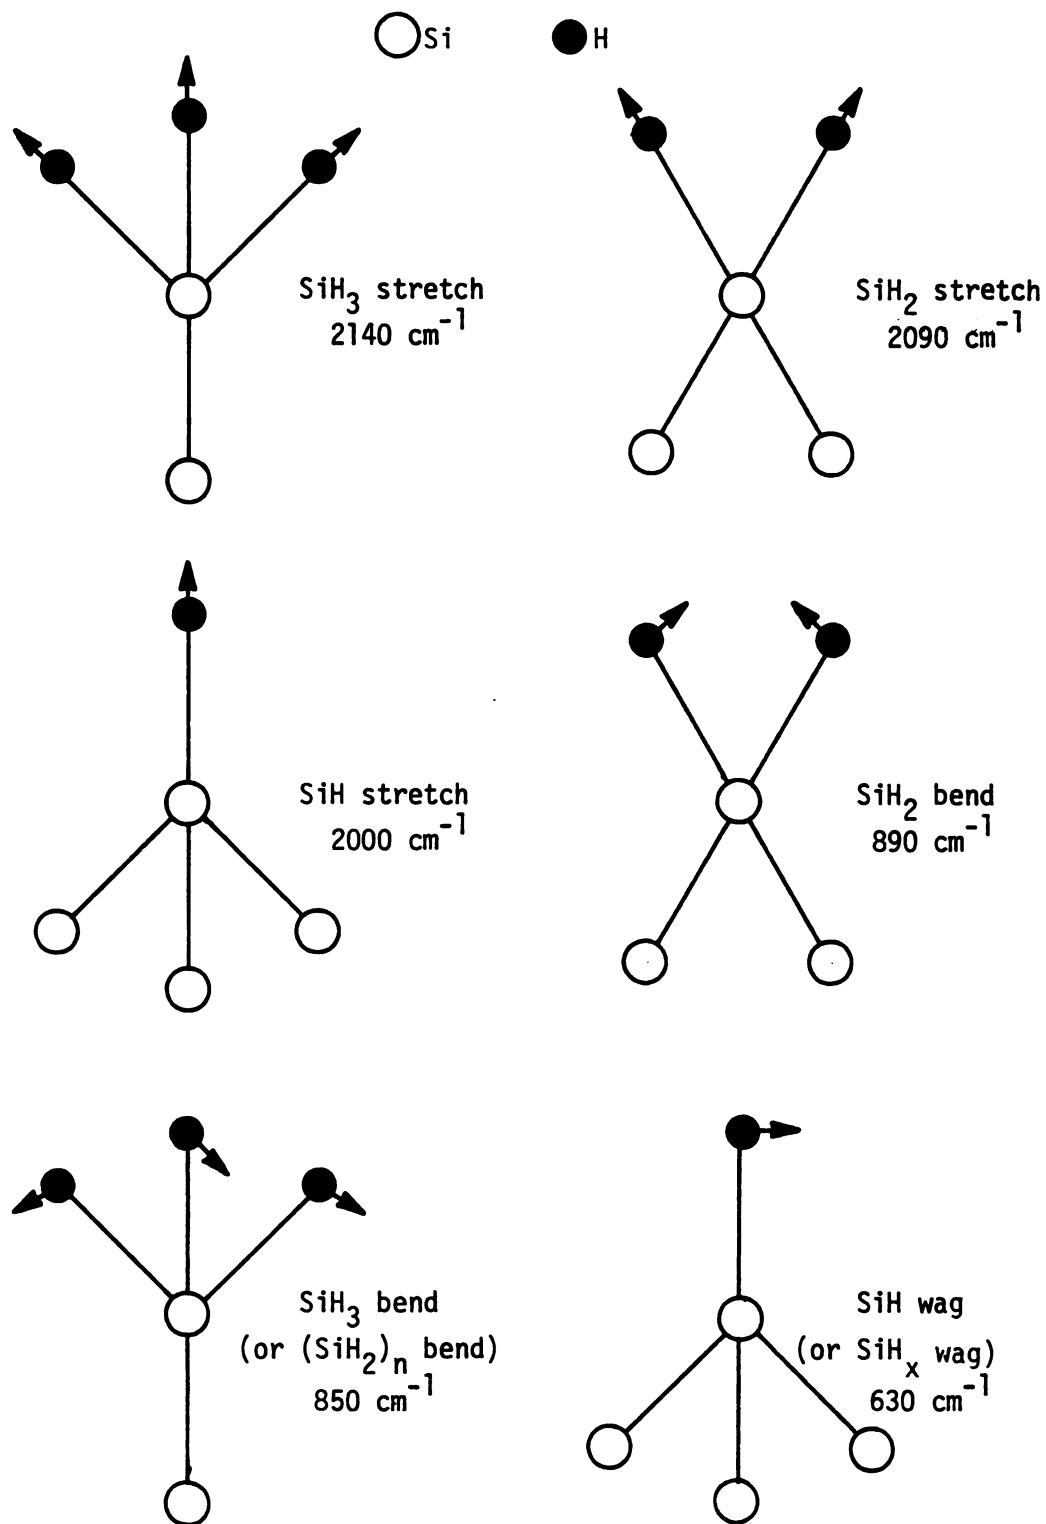 Si
H
SiH3 stretch
2140 cm-1
SiH2 stretch
2090 cm-1
SiH stretch
2000 cm-1
SiH2 bend
890 cm-1
SiH3 bend
(or (SiH2)n bend)
850 cm-1
SiH wag
(or SiHx wag)
630 cm-1